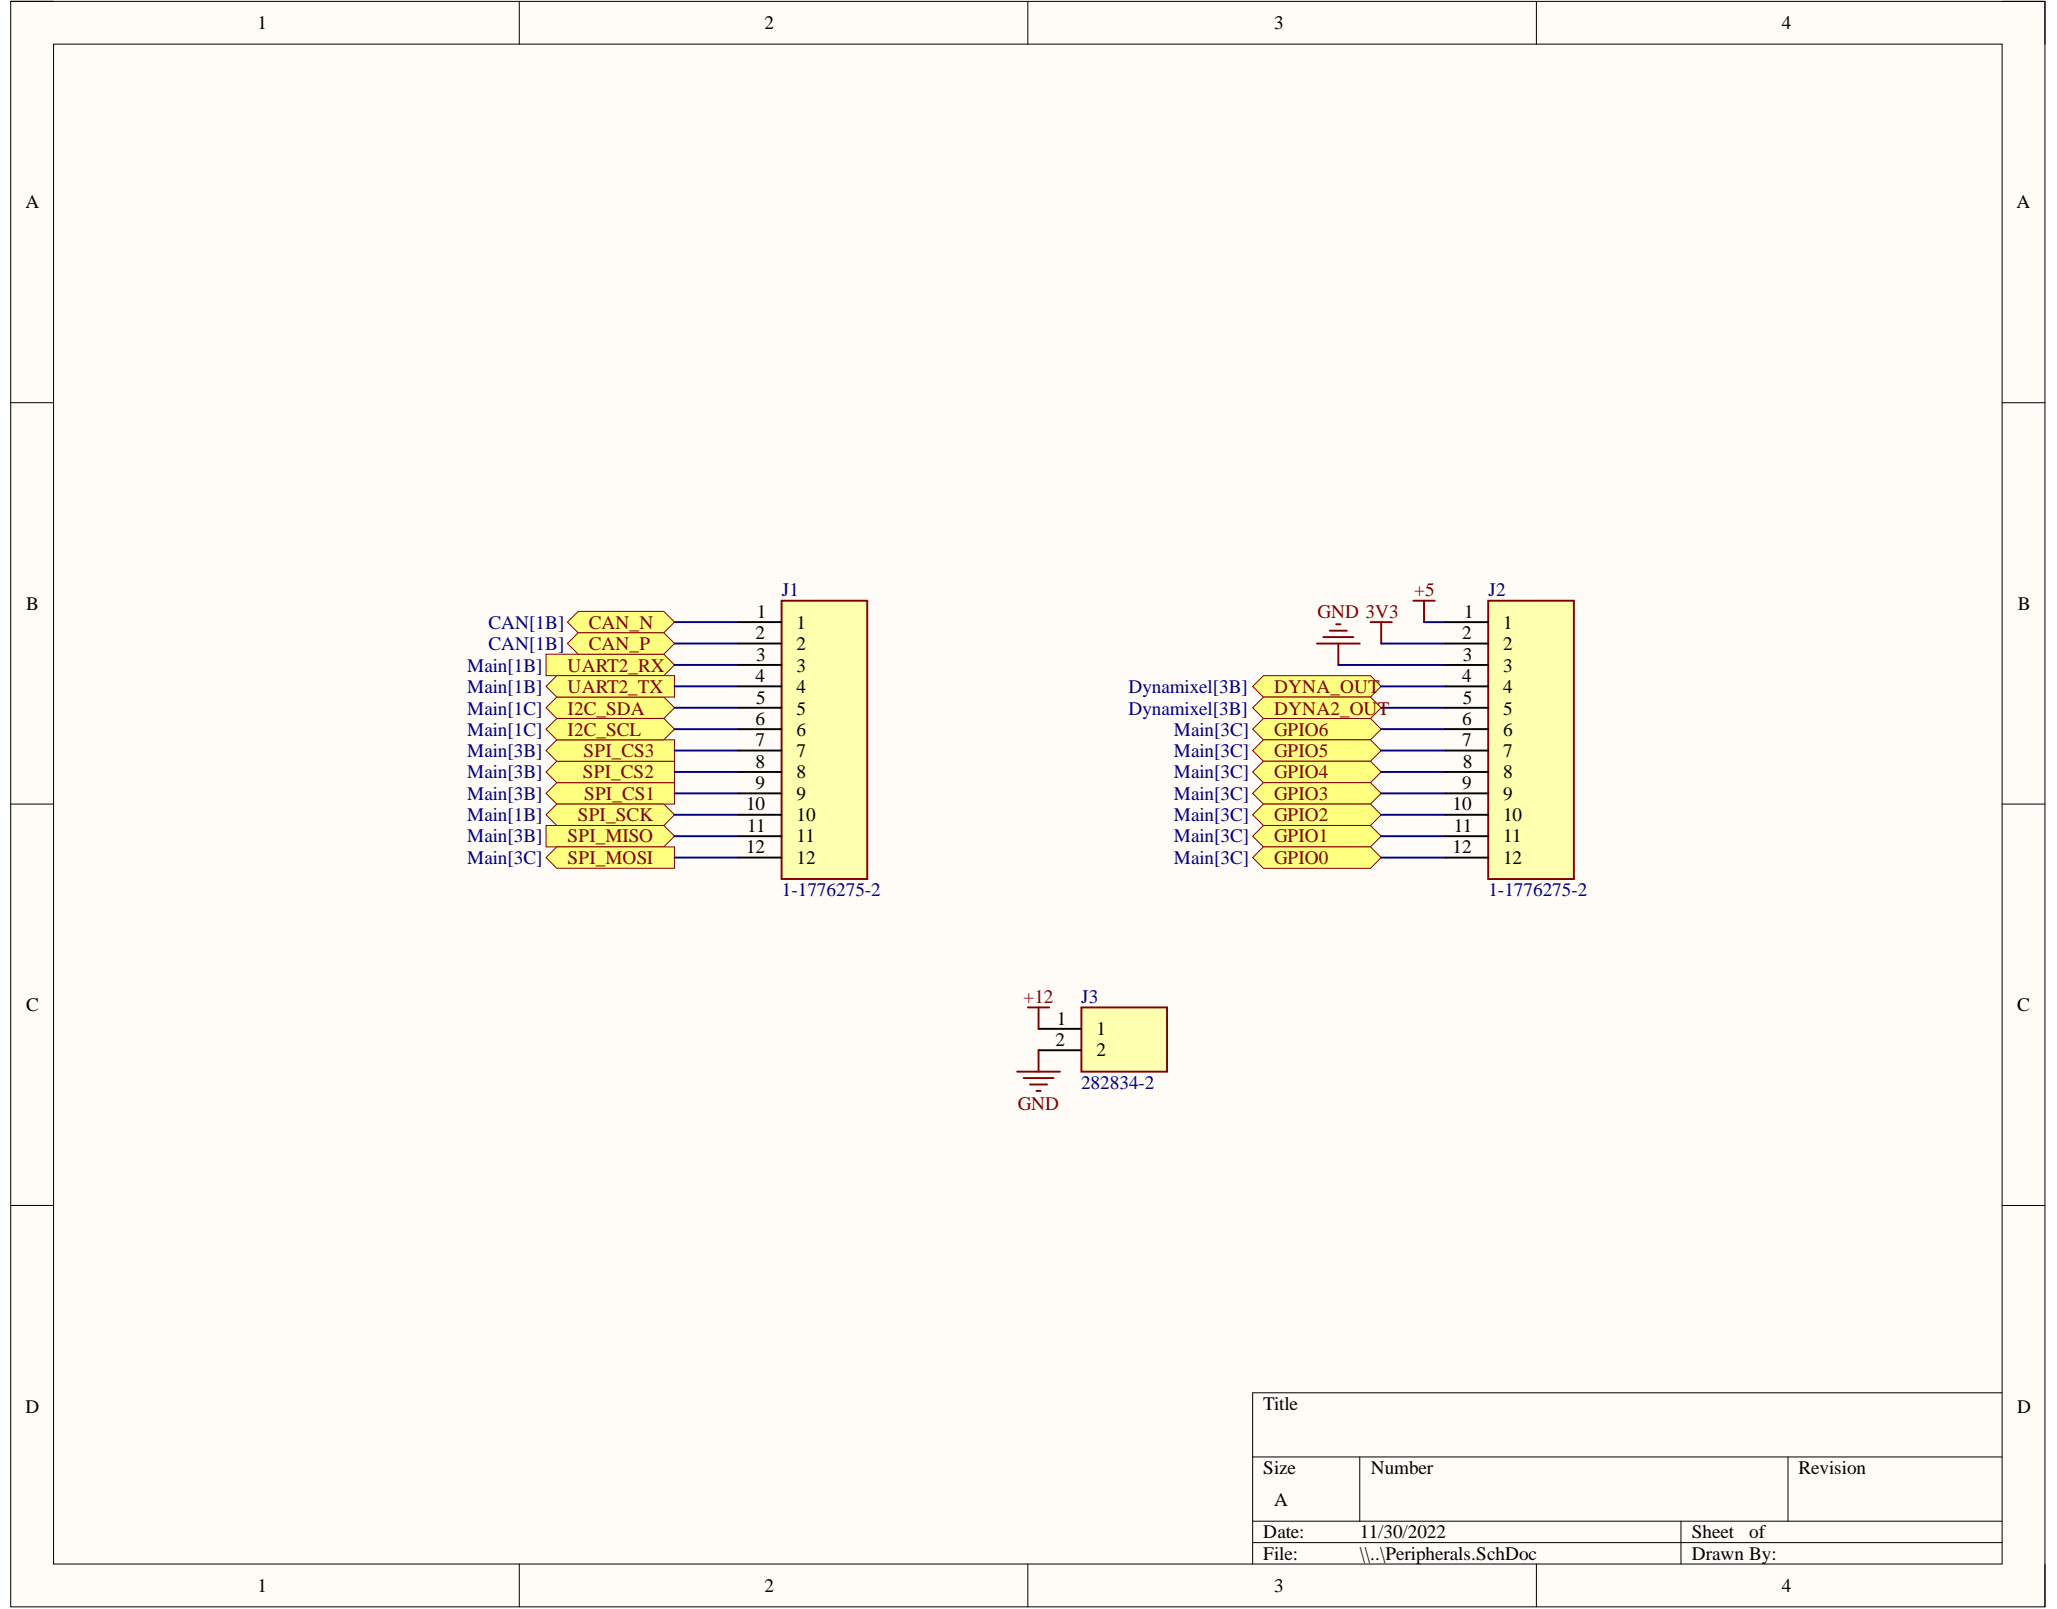 1 2 3 4
A A
B B
C C
D D
J1
CAN[1B] CAN_N 1 1
CAN[1B] CAN_P 2 2
Main[1B] UART2_RX 3 3
Main[1B] UART2_TX 4 4
Main[1C] I2C_SDA 5 5
Main[1C] I2C_SCL 6 6
Main[3B] SPI_CS3 7 7
Main[3B] SPI_CS2 8 8
Main[3B] SPI_CS1 9 9
Main[1B] SPI_SCK 10 10
Main[3B] SPI_MISO 11 11
Main[3C] SPI_MOSI 12 12
1-1776275-2
+5 J2
GND 3V3 1 1
2 2
3 3
Dynamixel[3B] DYNA_OUT 4 4
Dynamixel[3B] DYNA2_OUT 5 5
Main[3C] GPIO6 6 6
Main[3C] GPIO5 7 7
Main[3C] GPIO4 8 8
Main[3C] GPIO3 9 9
Main[3C] GPIO2 10 10
Main[3C] GPIO1 11 11
Main[3C] GPIO0 12 12
1-1776275-2
+12 J3
1 1
2 2
282834-2
GND
Title
Size Number Revision
A
Date: 11/30/2022 Sheet of
File: \\..\Peripherals.SchDoc Drawn By:
1 2 3 4